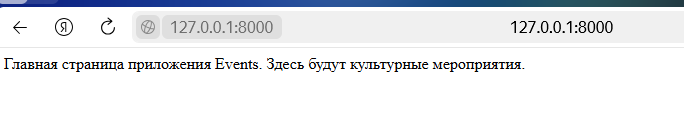 Я 127.0.0.1:8000 127.0.0.1:8000
Главная страница приложения Events. Здесь будут культурные мероприятия.